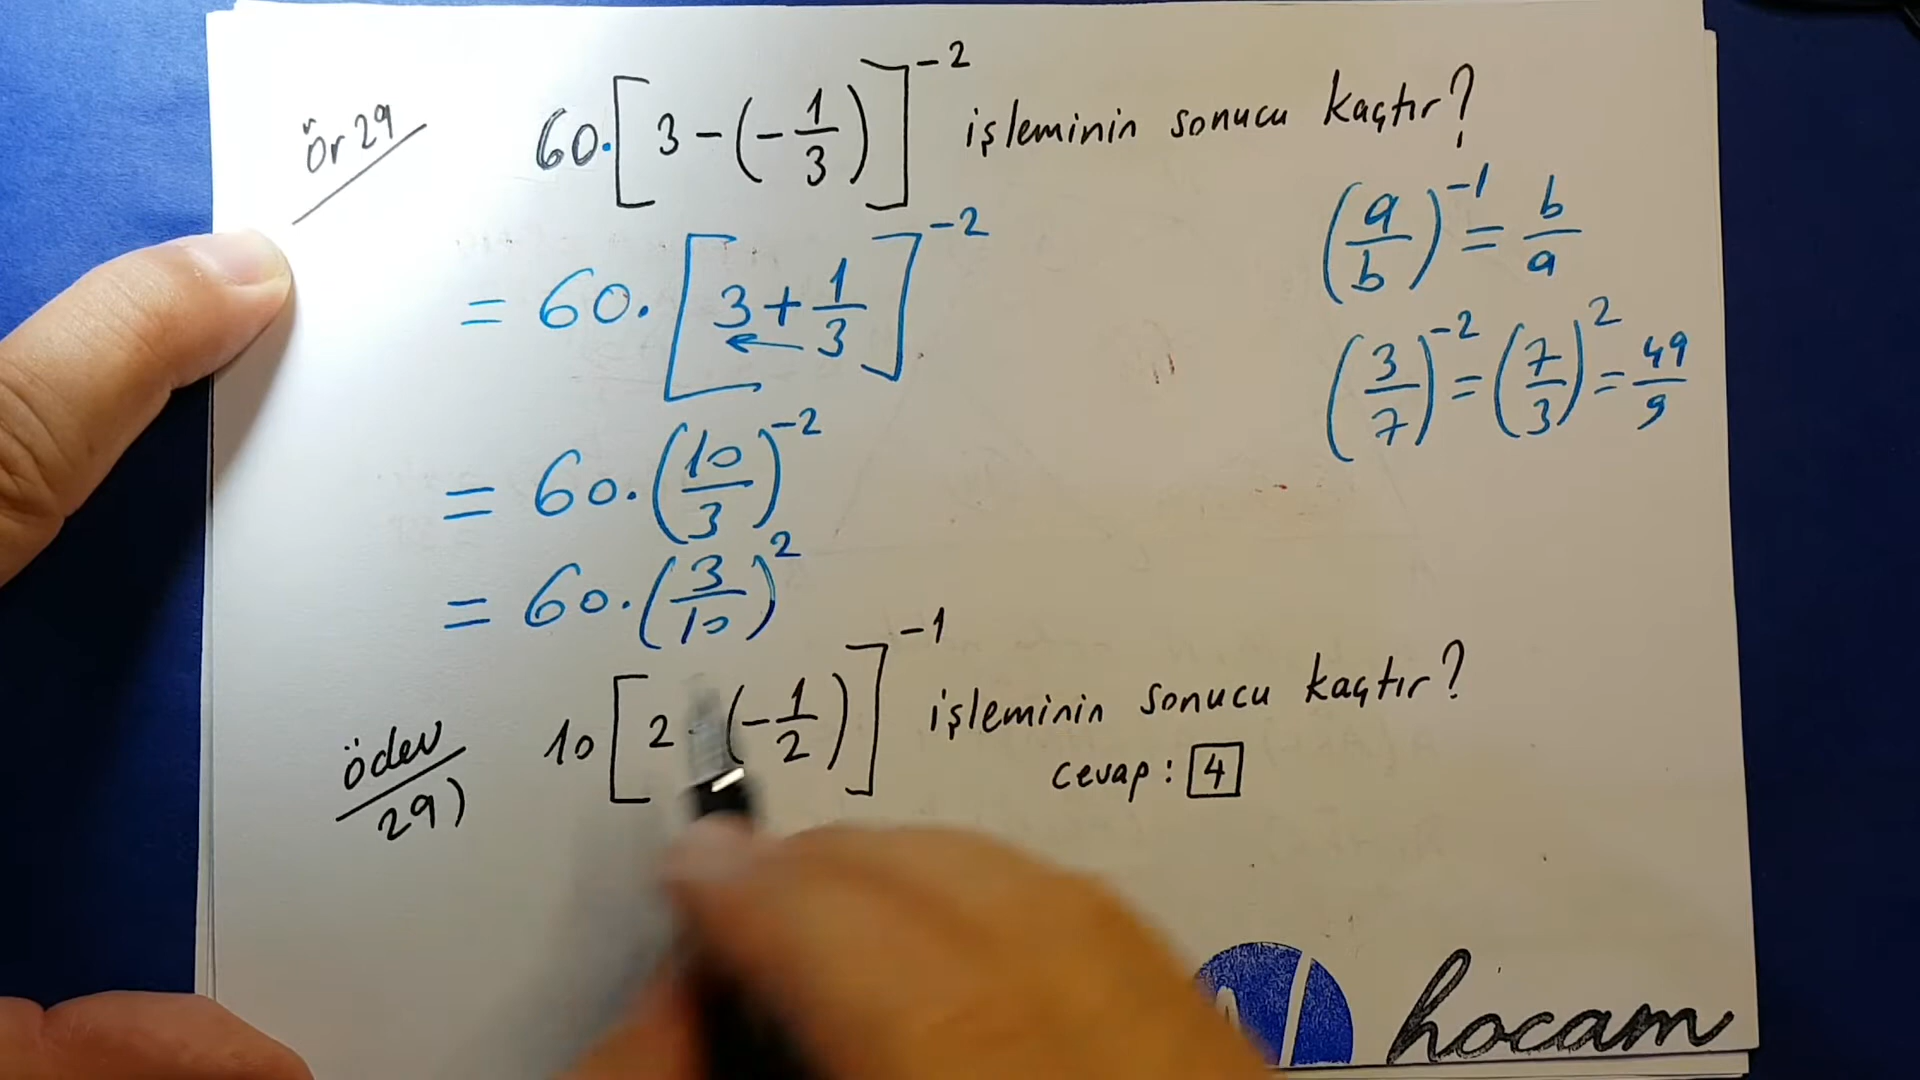 Ör 29 60.[3-(-1/3)]^-2 işleminin sonucu kaçtır?
= 60.[3+1/3]^-2
= 60.(10/3)^-2
= 60.(3/10)^2
(a/b)^-1 = b/a
(3/7)^-2 = (7/3)^2 = 49/9
ödev 29) 10[2-(-1/2)]^-1 işleminin sonucu kaçtır?
cevap: 4
hocam